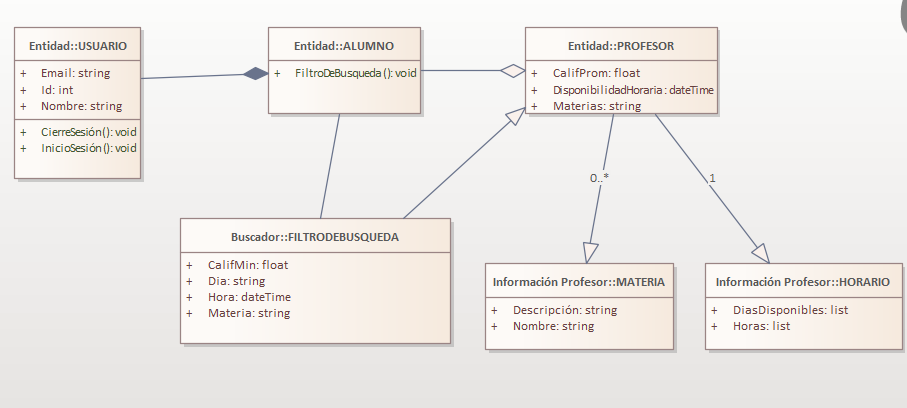 Entidad::USUARIO
+ Email: string
+ Id: int
+ Nombre: string
+ CierreSesión(): void
+ InicioSesión(): void
Entidad::ALUMNO
+ FiltroDeBusqueda(): void
Entidad::PROFESOR
+ CalifProm: float
+ DisponibilidadHoraria: dateTime
+ Materias: string
0..*
1
Buscador::FILTRODEBUSQUEDA
+ CalifMin: float
+ Dia: string
+ Hora: dateTime
+ Materia: string
Información Profesor::MATERIA
+ Descripción: string
+ Nombre: string
Información Profesor::HORARIO
+ DiasDisponibles: list
+ Horas: list